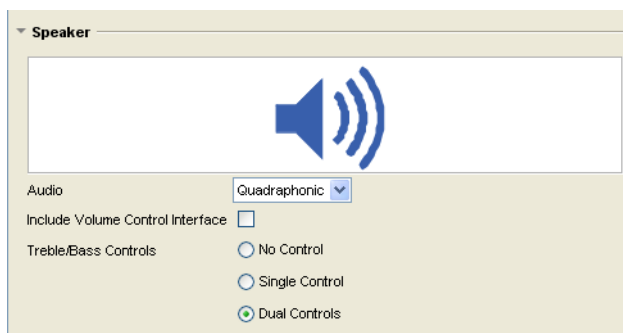 Speaker
Audio Quadraphonic
Include Volume Control Interface
Treble/Bass Controls No Control
Single Control
Dual Controls